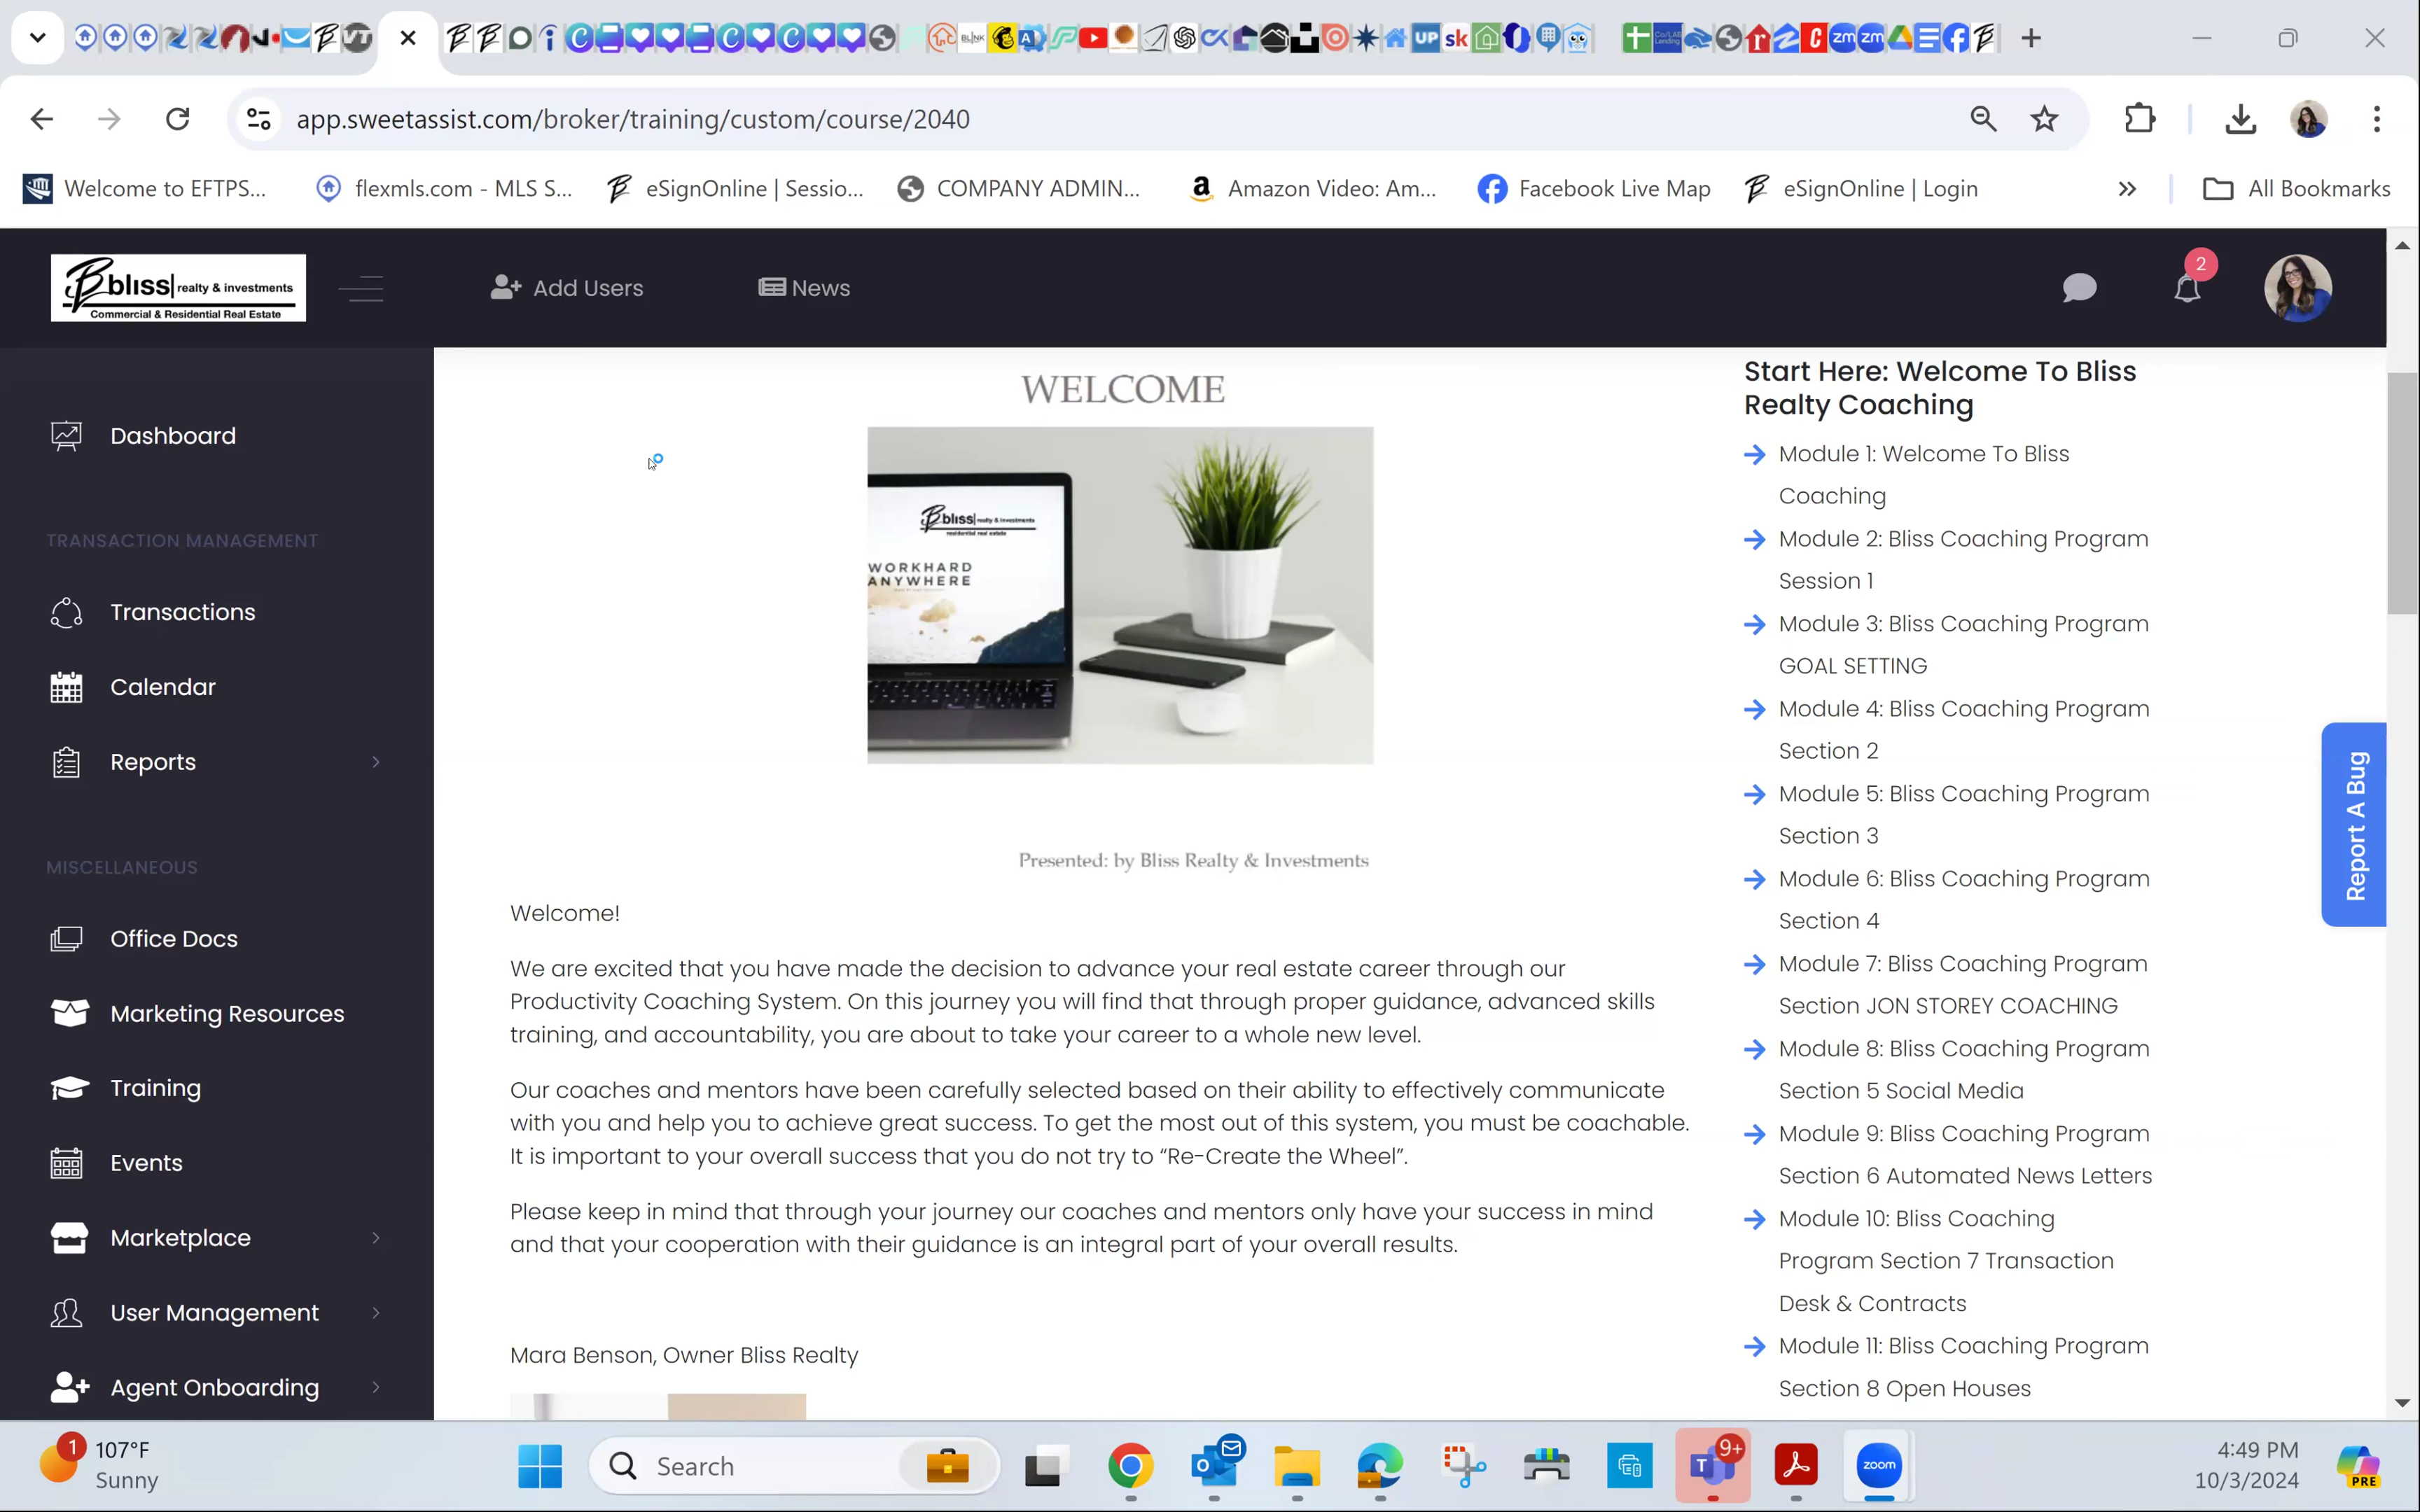 app.sweetassist.com/broker/training/custom/course/2040
Welcome to EFTPS...
flexmls.com - MLS S...
eSignOnline | Sessio...
COMPANY ADMIN...
Amazon Video: Am...
Facebook Live Map
eSignOnline | Login
All Bookmarks
bliss realty & investments
Commercial & Residential Real Estate
Add Users
News
2
Dashboard
TRANSACTION MANAGEMENT
Transactions
Calendar
Reports
MISCELLANEOUS
Office Docs
Marketing Resources
Training
Events
Marketplace
User Management
Agent Onboarding
WELCOME
bliss realty & investments
residential real estate
WORKHARD
ANYWHERE
Presented: by Bliss Realty & Investments
Welcome!
We are excited that you have made the decision to advance your real estate career through our
Productivity Coaching System. On this journey you will find that through proper guidance, advanced skills
training, and accountability, you are about to take your career to a whole new level.
Our coaches and mentors have been carefully selected based on their ability to effectively communicate
with you and help you to achieve great success. To get the most out of this system, you must be coachable.
It is important to your overall success that you do not try to “Re-Create the Wheel”.
Please keep in mind that through your journey our coaches and mentors only have your success in mind
and that your cooperation with their guidance is an integral part of your overall results.
Mara Benson, Owner Bliss Realty
Start Here: Welcome To Bliss
Realty Coaching
Module 1: Welcome To Bliss
Coaching
Module 2: Bliss Coaching Program
Session 1
Module 3: Bliss Coaching Program
GOAL SETTING
Module 4: Bliss Coaching Program
Section 2
Module 5: Bliss Coaching Program
Section 3
Module 6: Bliss Coaching Program
Section 4
Module 7: Bliss Coaching Program
Section JON STOREY COACHING
Module 8: Bliss Coaching Program
Section 5 Social Media
Module 9: Bliss Coaching Program
Section 6 Automated News Letters
Module 10: Bliss Coaching
Program Section 7 Transaction
Desk & Contracts
Module 11: Bliss Coaching Program
Section 8 Open Houses
Report A Bug
1
107°F
Sunny
Search
9+
zoom
4:49 PM
10/3/2024
PRE